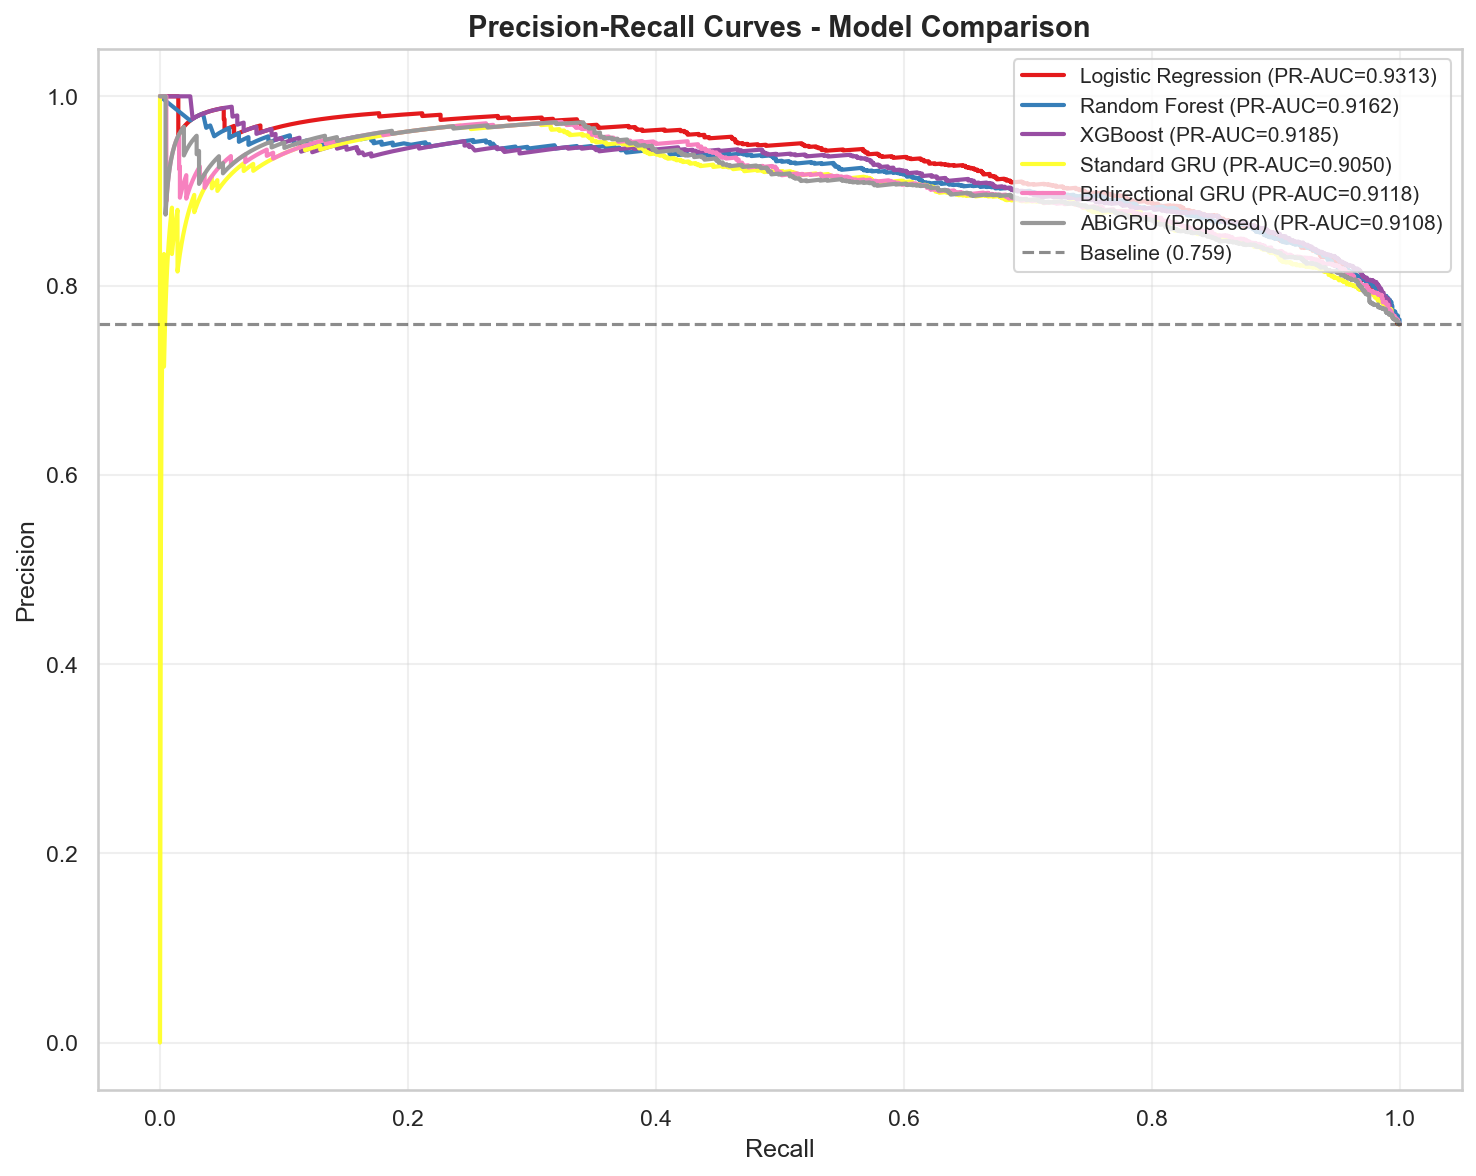 Precision-Recall Curves - Model Comparison
Logistic Regression (PR-AUC=0.9313)
Random Forest (PR-AUC=0.9162)
XGBoost (PR-AUC=0.9185)
Standard GRU (PR-AUC=0.9050)
Bidirectional GRU (PR-AUC=0.9118)
ABiGRU (Proposed) (PR-AUC=0.9108)
Baseline (0.759)
Precision
1.0
0.8
0.6
0.4
0.2
0.0
0.0 0.2 0.4 0.6 0.8 1.0
Recall